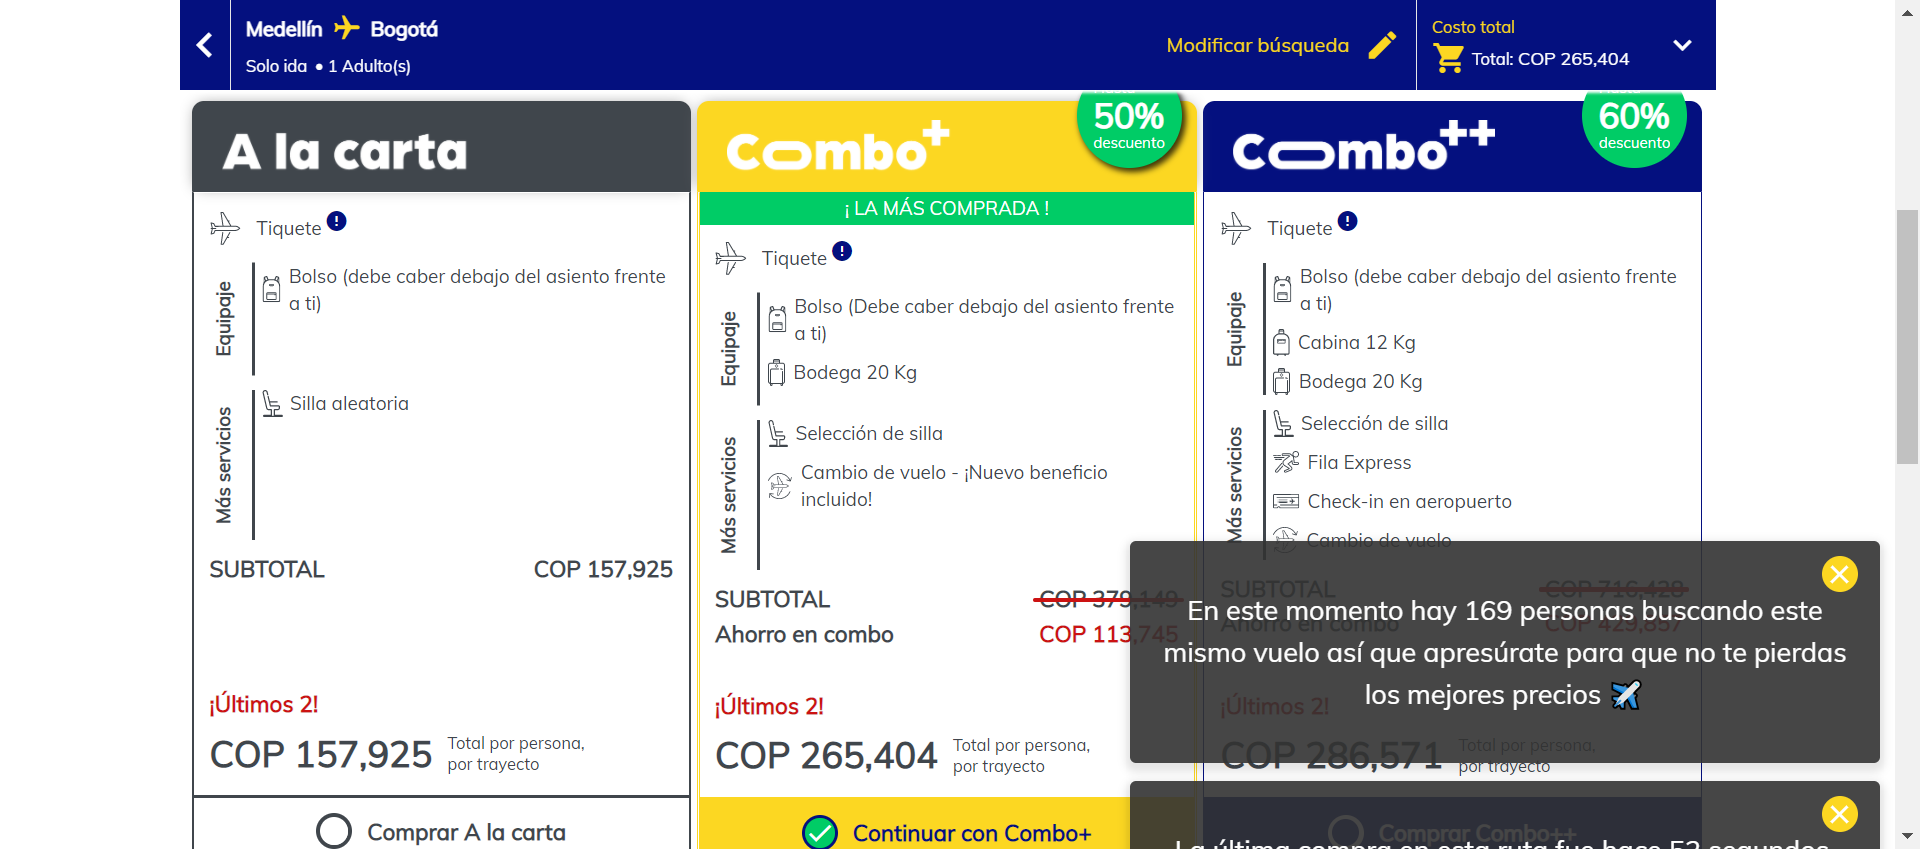 Medellín Bogotá
Solo ida • 1 Adulto(s)
Modificar búsqueda
Costo total
Total: COP 265,404
A la carta
Tiquete
Equipaje
Bolso (debe caber debajo del asiento frente
a ti)
Más servicios
Silla aleatoria
SUBTOTAL COP 157,925
¡Últimos 2!
COP 157,925
Total por persona,
por trayecto
Comprar A la carta
Combo+
50%
descuento
¡ LA MÁS COMPRADA !
Tiquete
Equipaje
Bolso (Debe caber debajo del asiento frente
a ti)
Bodega 20 Kg
Más servicios
Selección de silla
Cambio de vuelo - ¡Nuevo beneficio
incluido!
SUBTOTAL COP 379,149
Ahorro en combo COP 113,745
¡Últimos 2!
COP 265,404
Total por persona,
por trayecto
Continuar con Combo+
Combo++
60%
descuento
Tiquete
Equipaje
Bolso (debe caber debajo del asiento frente
a ti)
Cabina 12 Kg
Bodega 20 Kg
Más servicios
Selección de silla
Fila Express
Check-in en aeropuerto
Cambio de vuelo
SUBTOTAL COP 716,428
Ahorro en combo COP 429,857
¡Últimos 2!
COP 286,571
Total por persona,
por trayecto
Comprar Combo++
En este momento hay 169 personas buscando este
mismo vuelo así que apresúrate para que no te pierdas
los mejores precios
La última compra en esta ruta fue hace 52 segundos